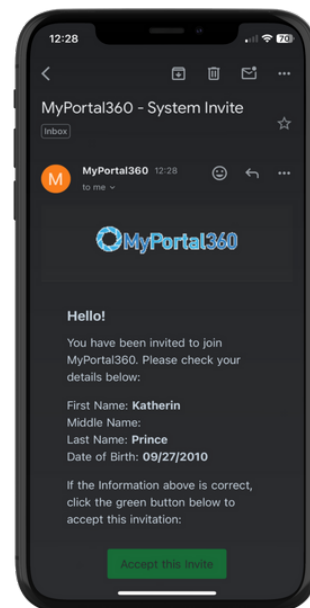 12:28
70
MyPortal360 - System Invite
Inbox
M
MyPortal360 12:28
to me
MyPortal360
Hello!
You have been invited to join
MyPortal360. Please check your
details below:
First Name: Katherin
Middle Name:
Last Name: Prince
Date of Birth: 09/27/2010
If the Information above is correct,
click the green button below to
accept this invitation:
Accept this Invite